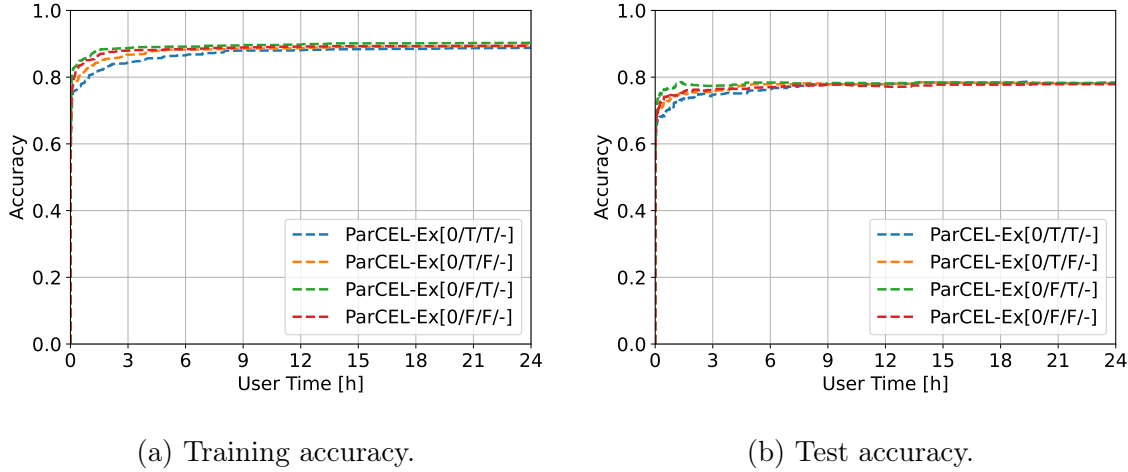 1.0
0.8
0.6
0.4
0.2
0.0
Accuracy
0 3 6 9 12 15 18 21 24
User Time [h]
ParCEL-Ex[0/T/T/-]
ParCEL-Ex[0/T/F/-]
ParCEL-Ex[0/F/T/-]
ParCEL-Ex[0/F/F/-]
(a) Training accuracy.
1.0
0.8
0.6
0.4
0.2
0.0
Accuracy
0 3 6 9 12 15 18 21 24
User Time [h]
ParCEL-Ex[0/T/T/-]
ParCEL-Ex[0/T/F/-]
ParCEL-Ex[0/F/T/-]
ParCEL-Ex[0/F/F/-]
(b) Test accuracy.